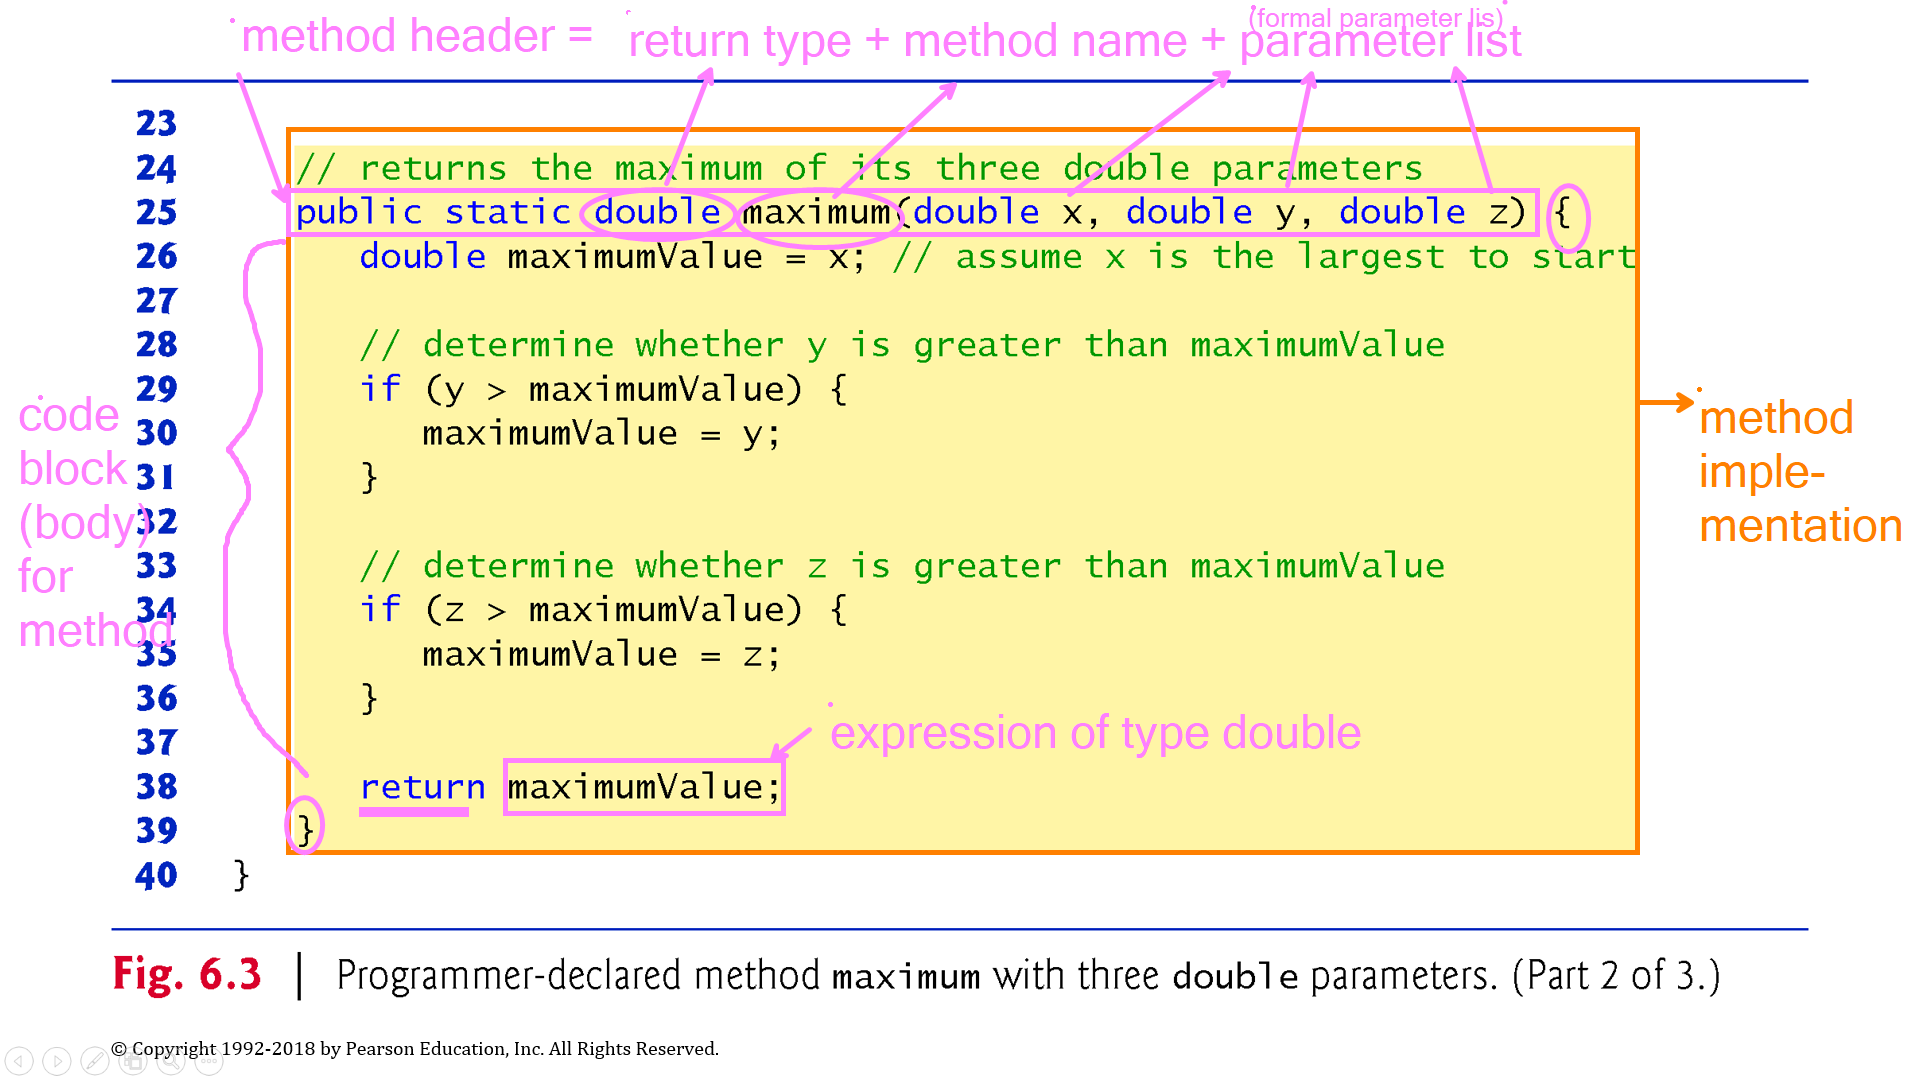 (formal parameter lis)
method header = return type + method name + parameter list
23
24 // returns the maximum of its three double parameters
25 public static double maximum(double x, double y, double z) {
26 double maximumValue = x; // assume x is the largest to start
27
28 // determine whether y is greater than maximumValue
29 if (y > maximumValue) {
30 maximumValue = y;
31 }
32
33 // determine whether z is greater than maximumValue
34 if (z > maximumValue) {
35 maximumValue = z;
36 }
37
38 return maximumValue;
39 }
40 }
code
block
(body)
for
method
expression of type double
method
imple-
mentation
Fig. 6.3 | Programmer-declared method maximum with three double parameters. (Part 2 of 3.)
© Copyright 1992-2018 by Pearson Education, Inc. All Rights Reserved.